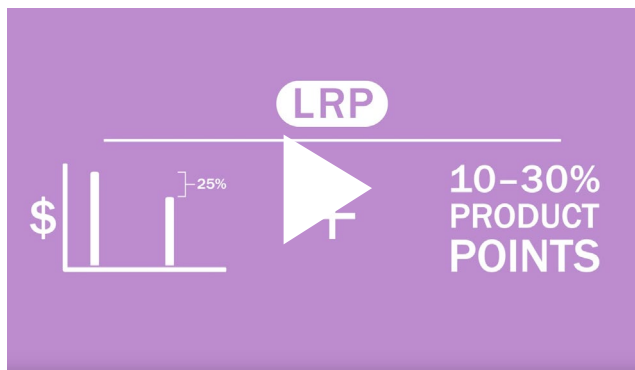 LRP
$
25%
+
10–30%
PRODUCT
POINTS